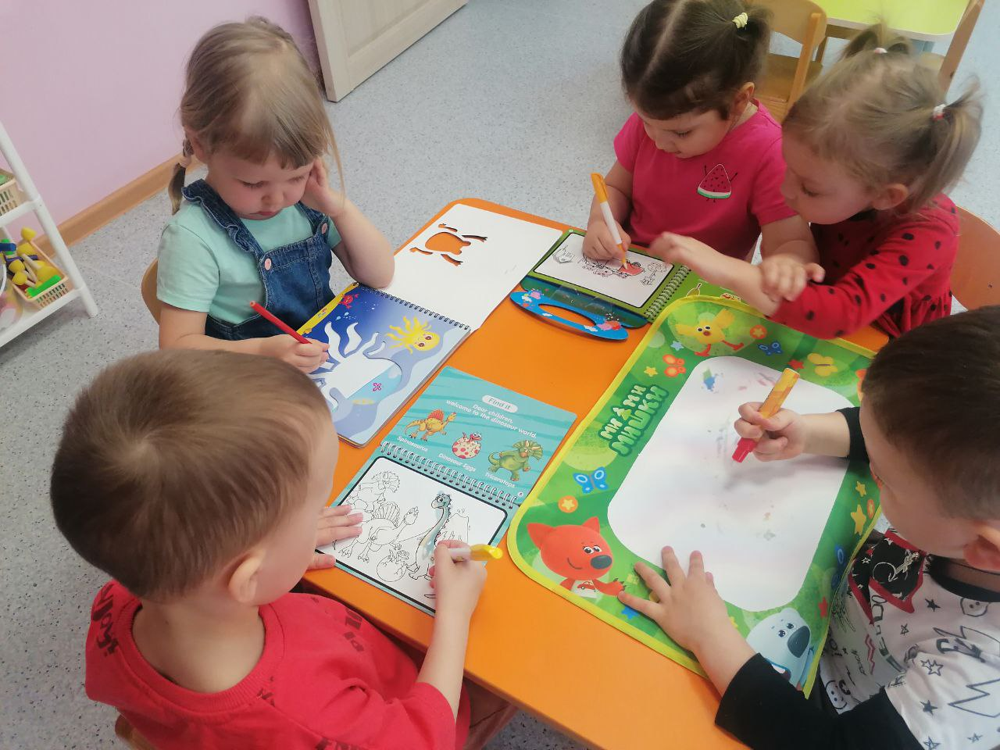 Find it
Dear children,
welcome to the dinosaur world.
Spinosaurus
Dinosaur Eggs
Triceratops
МИ МИ
МИШКИ